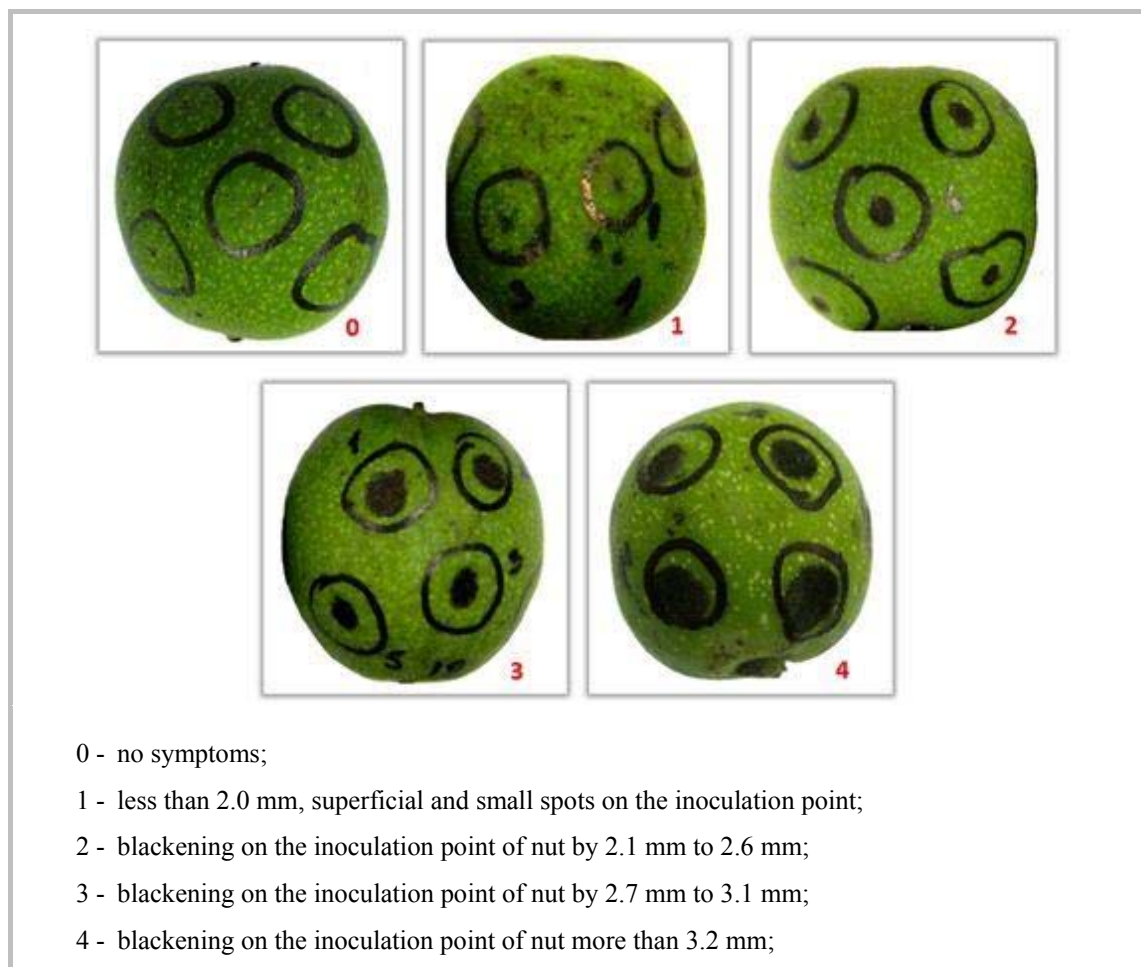 0
1
2
3
4
0 - no symptoms;
1 - less than 2.0 mm, superficial and small spots on the inoculation point;
2 - blackening on the inoculation point of nut by 2.1 mm to 2.6 mm;
3 - blackening on the inoculation point of nut by 2.7 mm to 3.1 mm;
4 - blackening on the inoculation point of nut more than 3.2 mm;